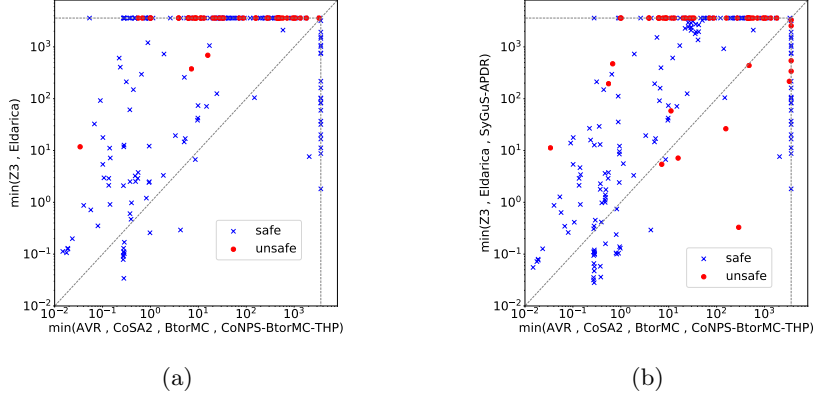 10³
10²
10¹
10⁰
10⁻¹
10⁻²
min(Z3 , Eldarica)
safe
unsafe
10⁻² 10⁻¹ 10⁰ 10¹ 10² 10³
min(AVR , CoSA2 , BtorMC , CoNPS-BtorMC-THP)
(a)
10³
10²
10¹
10⁰
10⁻¹
10⁻²
min(Z3 , Eldarica , SyGuS-APDR)
safe
unsafe
10⁻² 10⁻¹ 10⁰ 10¹ 10² 10³
min(AVR , CoSA2 , BtorMC , CoNPS-BtorMC-THP)
(b)